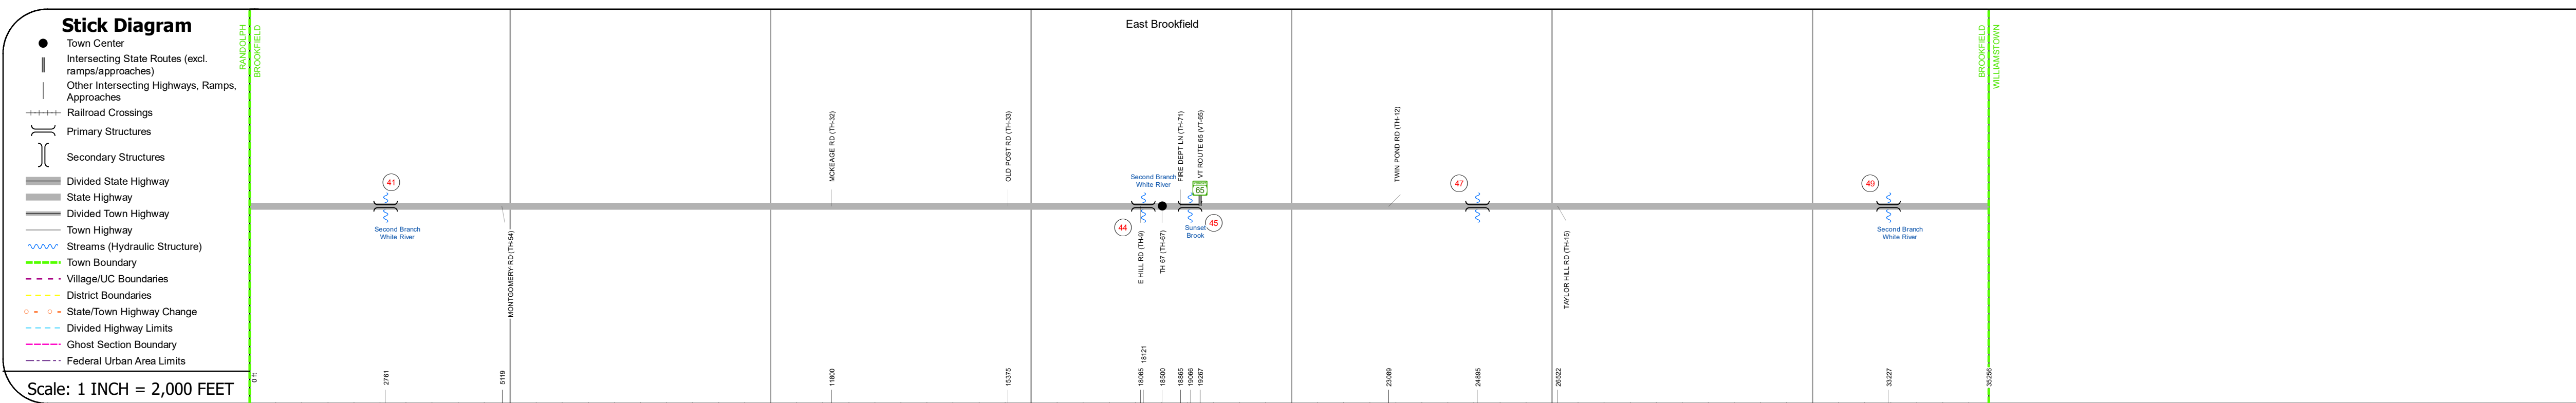 Stick Diagram
Town Center
Intersecting State Routes (excl.
ramps/approaches)
Other Intersecting Highways, Ramps,
Approaches
Railroad Crossings
Primary Structures
Secondary Structures
Divided State Highway
State Highway
Divided Town Highway
Town Highway
Streams (Hydraulic Structure)
Town Boundary
Village/UC Boundaries
District Boundaries
State/Town Highway Change
Divided Highway Limits
Ghost Section Boundary
Federal Urban Area Limits
Scale: 1 INCH = 2,000 FEET
RANDOLPH
BROOKFIELD
East Brookfield
BROOKFIELD
WILLIAMSTOWN
41
Second Branch
White River
MONTGOMERY RD (TH-54)
MCKEAGE RD (TH-32)
OLD POST RD (TH-33)
Second Branch
White River
44
E HILL RD (TH-9)
TH 67 (TH-67)
FIRE DEPT LN (TH-71)
VT ROUTE 65 (VT-65)
65
Sunset
Brook
45
TWIN POND RD (TH-12)
47
TAYLOR HILL RD (TH-15)
49
Second Branch
White River
0 ft
2761
5119
11800
15375
18065
18121
18500
18865
19066
19267
23089
24895
26522
33227
35256